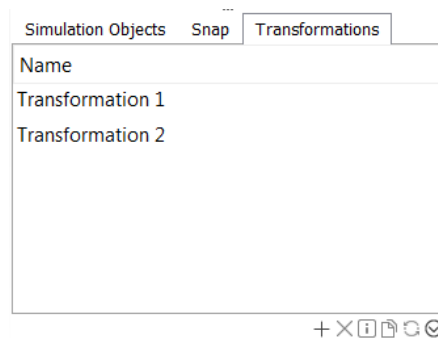 Simulation Objects Snap Transformations
Name
Transformation 1
Transformation 2